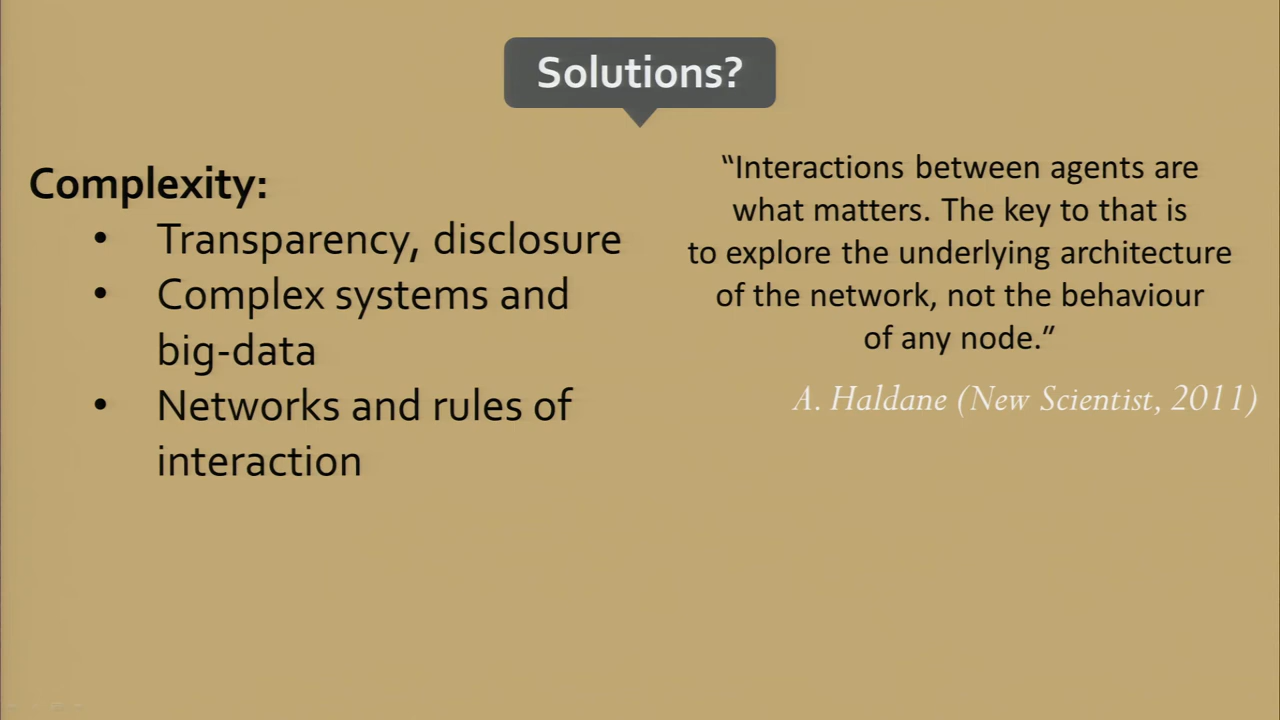 Solutions?
Complexity:
• Transparency, disclosure
• Complex systems and
big-data
• Networks and rules of
interaction
“Interactions between agents are
what matters. The key to that is
to explore the underlying architecture
of the network, not the behaviour
of any node.”
A. Haldane (New Scientist, 2011)